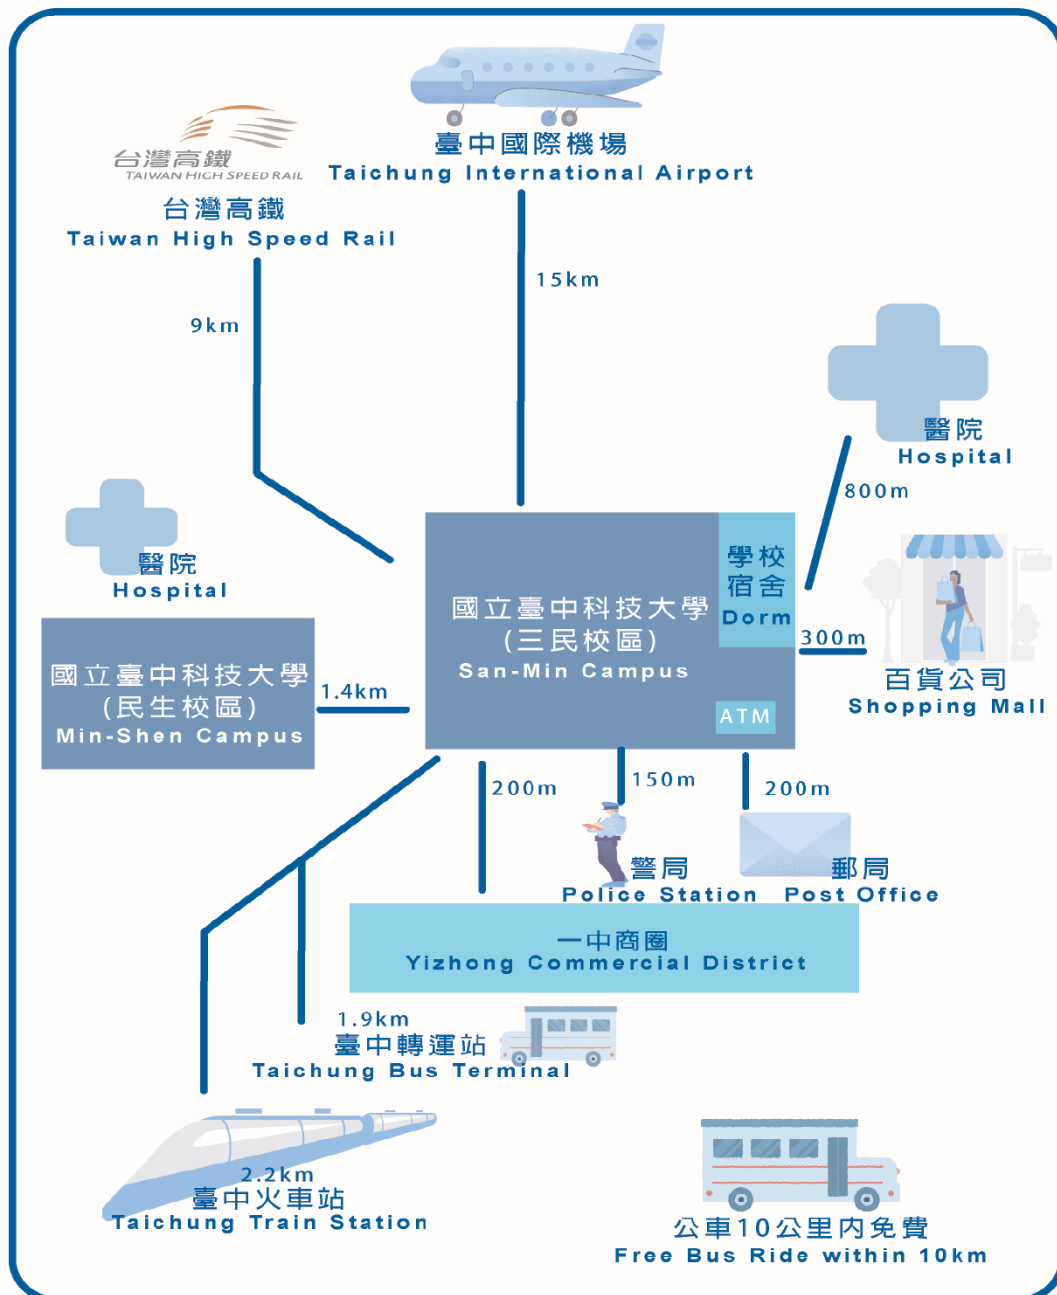 臺中國際機場
Taichung International Airport
台灣高鐵
TAIWAN HIGH SPEED RAIL
台灣高鐵
Taiwan High Speed Rail
15km
9km
醫院
Hospital
800m
醫院
Hospital
學校
宿舍
Dorm
國立臺中科技大學
(三民校區)
San-Min Campus
ATM
300m
百貨公司
Shopping Mall
國立臺中科技大學
(民生校區)
Min-Shen Campus
1.4km
200m
150m
200m
警局
Police Station
郵局
Post Office
一中商圈
Yizhong Commercial District
1.9km
臺中轉運站
Taichung Bus Terminal
2.2km
臺中火車站
Taichung Train Station
公車10公里內免費
Free Bus Ride within 10km